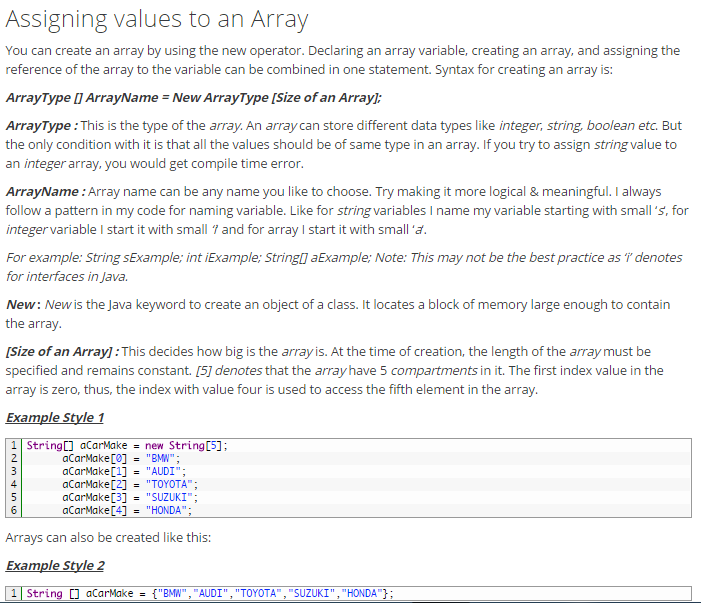 Assigning values to an Array
You can create an array by using the new operator. Declaring an array variable, creating an array, and assigning the
reference of the array to the variable can be combined in one statement. Syntax for creating an array is:
ArrayType [] ArrayName = New ArrayType [Size of an Array];
ArrayType : This is the type of the array. An array can store different data types like integer, string, boolean etc. But
the only condition with it is that all the values should be of same type in an array. If you try to assign string value to
an integer array, you would get compile time error.
ArrayName : Array name can be any name you like to choose. Try making it more logical & meaningful. I always
follow a pattern in my code for naming variable. Like for string variables I name my variable starting with small 's', for
integer variable I start it with small 'i' and for array I start it with small 'a'.
For example: String sExample; int iExample; String[] aExample; Note: This may not be the best practice as 'i' denotes
for interfaces in Java.
New : New is the Java keyword to create an object of a class. It locates a block of memory large enough to contain
the array.
[Size of an Array] : This decides how big is the array is. At the time of creation, the length of the array must be
specified and remains constant. [5] denotes that the array have 5 compartments in it. The first index value in the
array is zero, thus, the index with value four is used to access the fifth element in the array.
Example Style 1
1 String[] aCarMake = new String[5];
2 aCarMake[0] = "BMW";
3 aCarMake[1] = "AUDI";
4 aCarMake[2] = "TOYOTA";
5 aCarMake[3] = "SUZUKI";
6 aCarMake[4] = "HONDA";
Arrays can also be created like this:
Example Style 2
1 String [] aCarMake = {"BMW","AUDI","TOYOTA","SUZUKI","HONDA"};